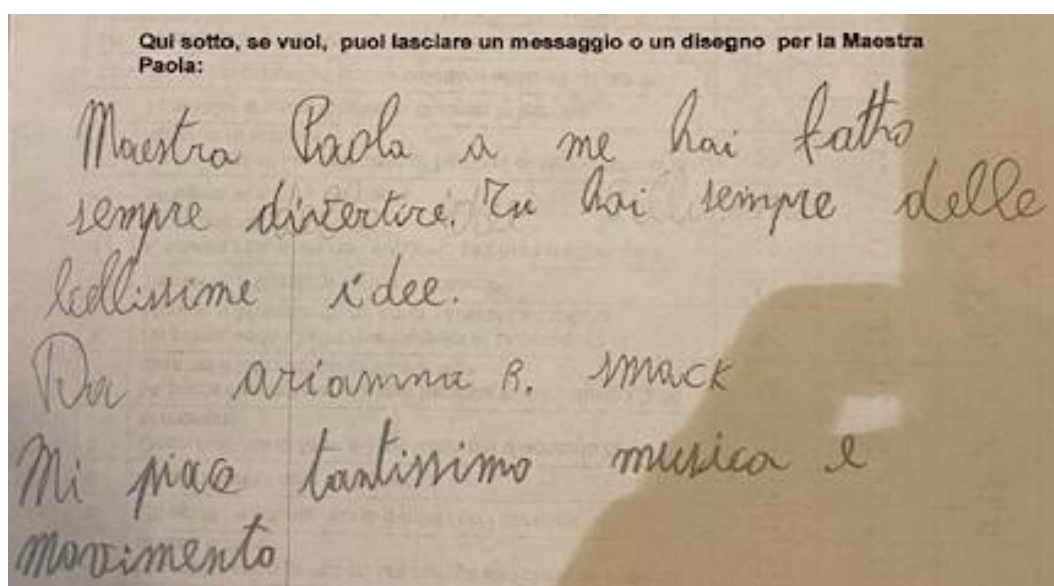 Qui sotto, se vuoi, puoi lasciare un messaggio o un disegno per la Maestra
Paola:
Maestra Paola a me hai fatto
sempre divertire. Tu hai sempre delle
bellissime idee.
Da arianna B. smack
Mi piace tantissimo musica e
movimento